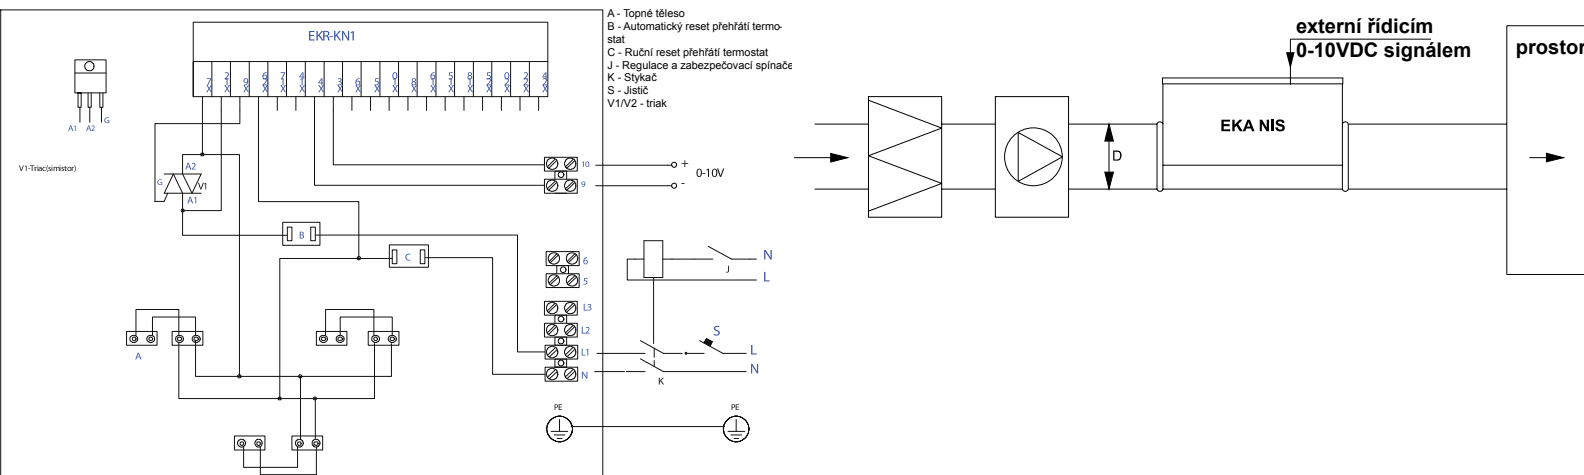 EKR-KN1
A1 A2 G
V1-Triac(simistor)
A2
G
V1
A1
B
C
A
10
9
6
5
L3
L2
L1
N
PE
A - Topné těleso
B - Automatický reset přehřátí termo-
stat
C - Ruční reset přehřátí termostat
J - Regulace a zabezpečovací spínače
K - Stykač
S - Jistič
V1/V2 - triak
+
0-10V
-
J
N
L
S
L
N
K
PE
externí řídicím
0-10VDC signálem
prostor
EKA NIS
D